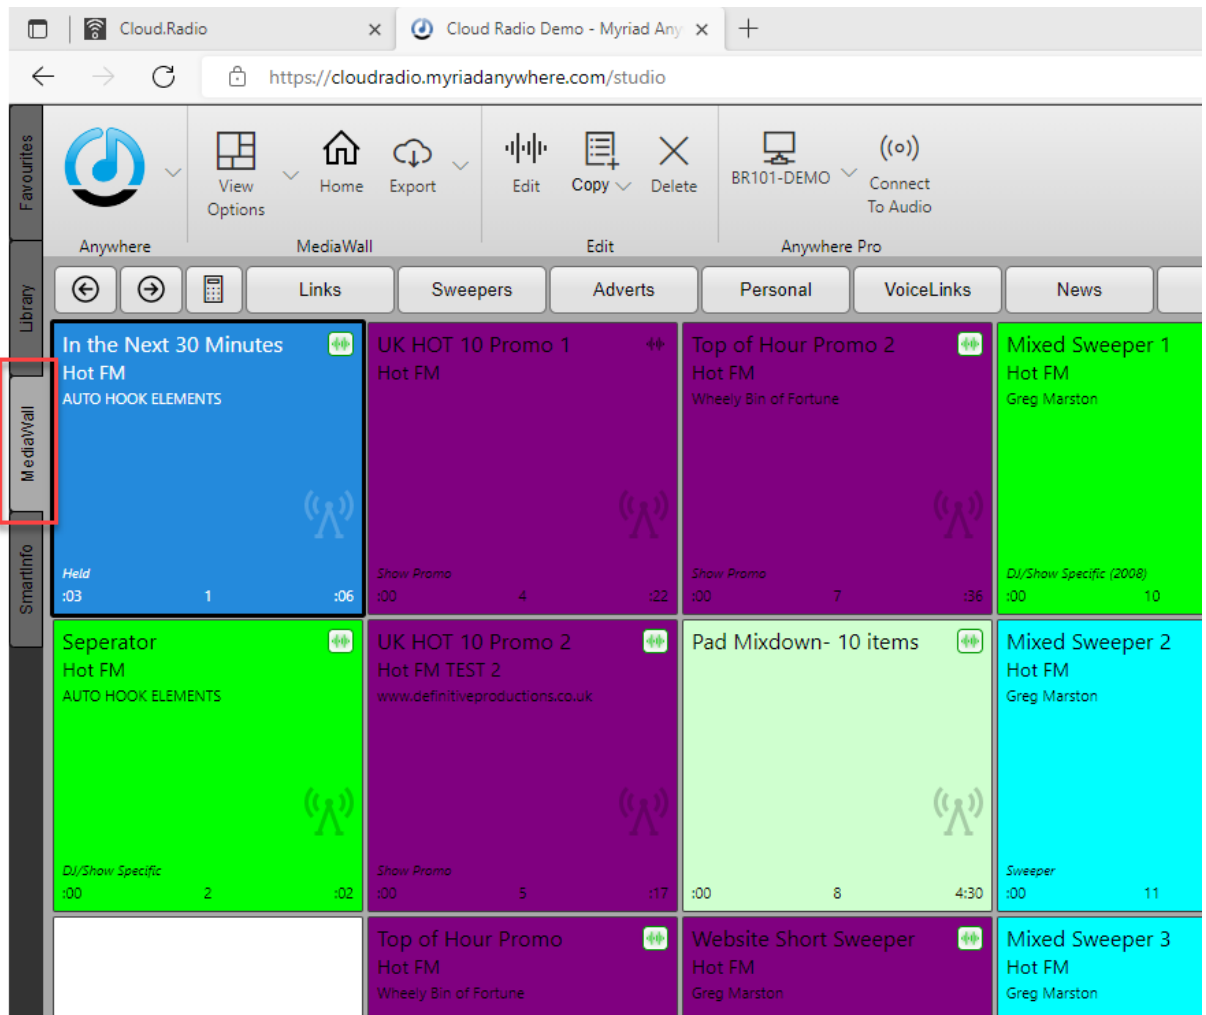 Cloud.Radio
Cloud Radio Demo - Myriad Any
https://cloudradio.myriadanywhere.com/studio
Favourites
Library
MediaWall
SmartInfo
View Options
Home
Export
Edit
Copy
Delete
BR101-DEMO
Connect To Audio
Anywhere
MediaWall
Edit
Anywhere Pro
Links
Sweepers
Adverts
Personal
VoiceLinks
News
In the Next 30 Minutes
Hot FM
AUTO HOOK ELEMENTS
Held
:03 1 :06
UK HOT 10 Promo 1
Hot FM
Show Promo
:00 4 :22
Top of Hour Promo 2
Hot FM
Wheely Bin of Fortune
Show Promo
:00 7 :36
Mixed Sweeper 1
Hot FM
Greg Marston
DJ/Show Specific (2008)
:00 10
Seperator
Hot FM
AUTO HOOK ELEMENTS
DJ/Show Specific
:00 2 :02
UK HOT 10 Promo 2
Hot FM TEST 2
www.definitiveproductions.co.uk
Show Promo
:00 5 :17
Pad Mixdown- 10 items
:00 8 4:30
Mixed Sweeper 2
Hot FM
Greg Marston
Sweeper
:00 11
Top of Hour Promo
Hot FM
Wheely Bin of Fortune
Website Short Sweeper
Hot FM
Greg Marston
Mixed Sweeper 3
Hot FM
Greg Marston